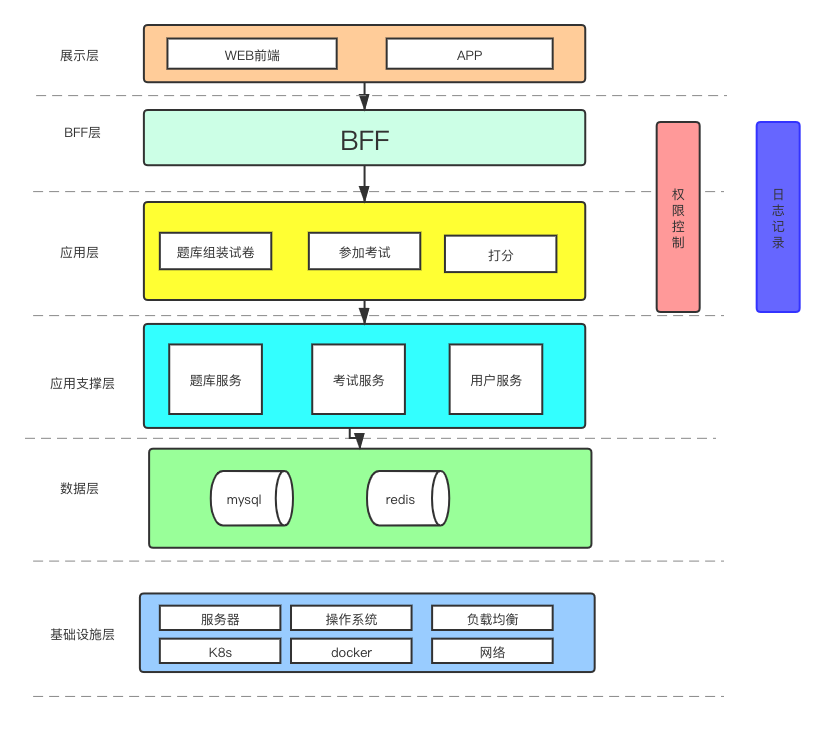 展示层
WEB前端
APP
BFF层
BFF
应用层
题库组装试卷
参加考试
打分
权限控制
日志记录
应用支撑层
题库服务
考试服务
用户服务
数据层
mysql
redis
基础设施层
服务器
操作系统
负载均衡
K8s
docker
网络